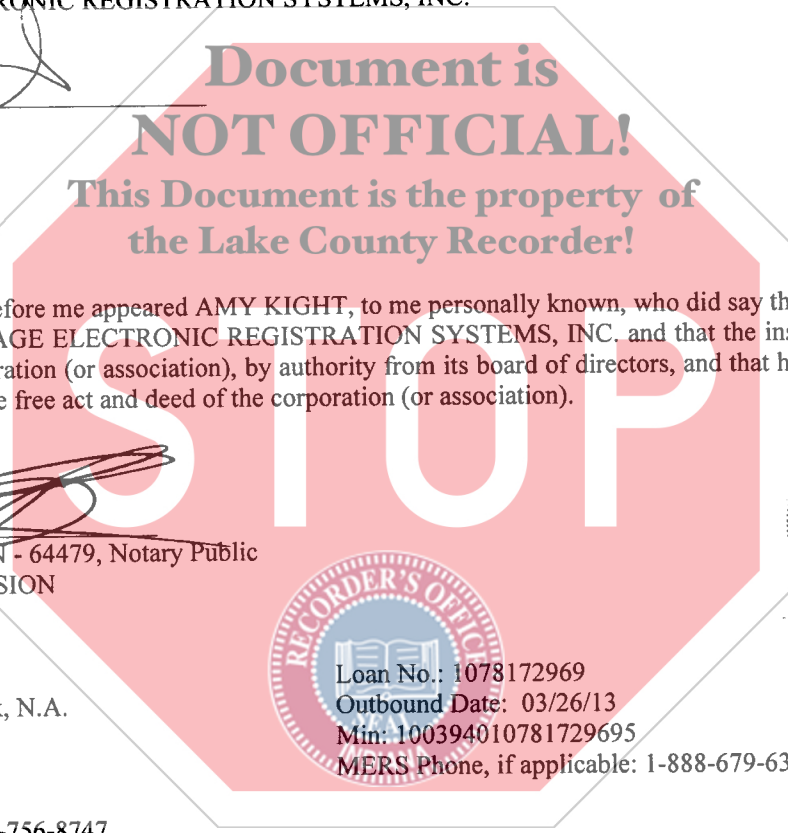 RONIC REGISTRATION SYSTEMS, INC.
Document is
NOT OFFICIAL!
This Document is the property of
the Lake County Recorder!
efore me appeared AMY KIGHT, to me personally known, who did say th
AGE ELECTRONIC REGISTRATION SYSTEMS, INC. and that the ins
ration (or association), by authority from its board of directors, and that h
e free act and deed of the corporation (or association).
STOP
N - 64479, Notary Public
SION
RECORDER'S OFFICE
SEAL
INDIANA
Loan No.: 1078172969
, N.A.
Outbound Date: 03/26/13
Min: 100394010781729695
MERS Phone, if applicable: 1-888-679-63
-756-8747